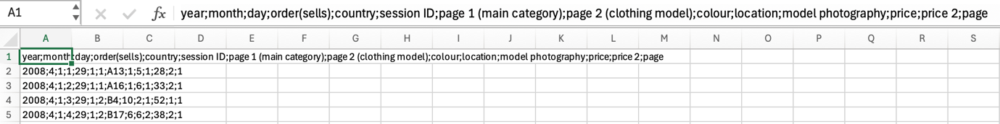 A1 fx year;month;day;order(sells);country;session ID;page 1 (main category);page 2 (clothing model);colour;location;model photography;price;price 2;page
A B C D E F G H I J K L M N O P Q R S
1 year;month;day;order(sells);country;session ID;page 1 (main category);page 2 (clothing model);colour;location;model photography;price;price 2;page
2 2008;4;1;1;29;1;1;A13;1;5;1;28;2;1
3 2008;4;1;2;29;1;1;A16;1;6;1;33;2;1
4 2008;4;1;3;29;1;2;B4;10;2;1;52;1;1
5 2008;4;1;4;29;1;2;B17;6;6;2;38;2;1